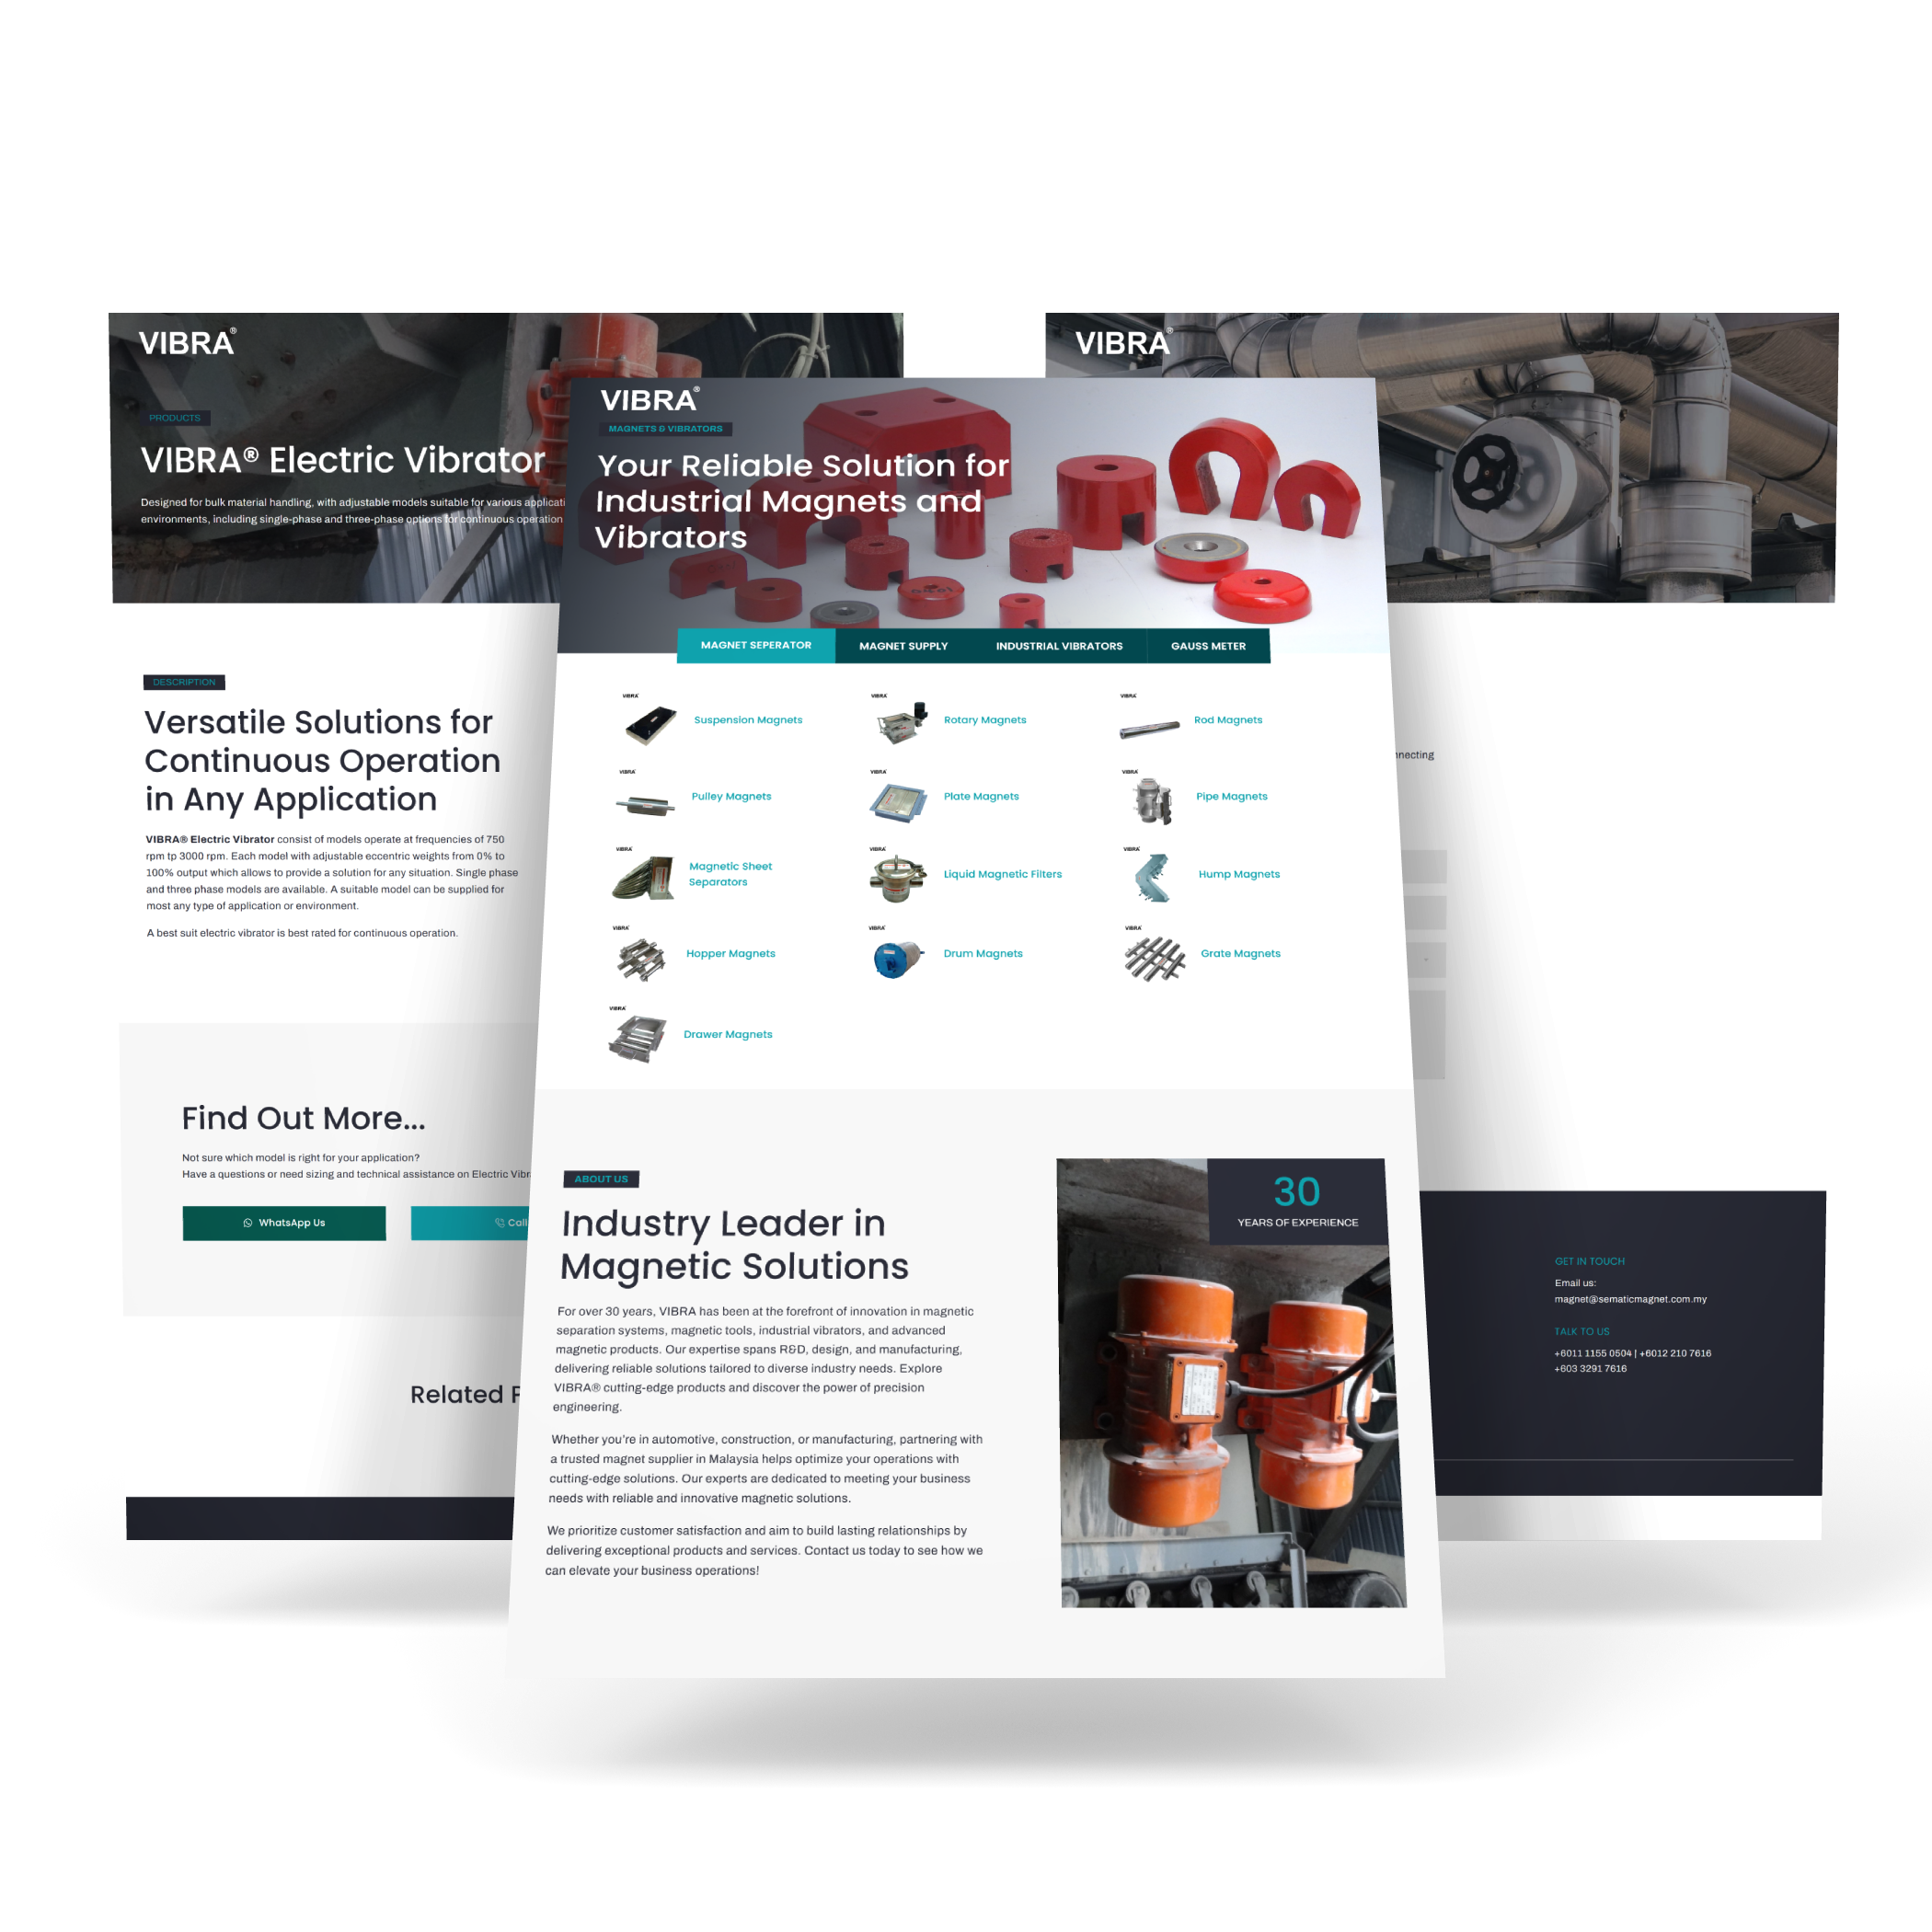 VIBRA®
PRODUCTS
VIBRA® Electric Vibrator
Designed for bulk material handling, with adjustable models suitable for various
environments, including single-phase and three-phase options for continuous operation
DESCRIPTION
Versatile Solutions for
Continuous Operation
in Any Application
VIBRA® Electric Vibrator consist of models operate at frequencies of 750
rpm tp 3000 rpm. Each model with adjustable eccentric weights from 0% to
100% output which allows to provide a solution for any situation. Single phase
and three phase models are available. A suitable model can be supplied for
most any type of application or environment.
A best suit electric vibrator is best rated for continuous operation.
Find Out More...
Not sure which model is right for your application?
Have a questions or need sizing and technical assistance on Electric
WhatsApp Us
Call
Related
VIBRA®
MAGNETS & VIBRATORS
Your Reliable Solution for
Industrial Magnets and
Vibrators
MAGNET SEPERATOR
MAGNET SUPPLY
INDUSTRIAL VIBRATORS
GAUSS METER
VIBRA
Suspension Magnets
VIBRA
Rotary Magnets
VIBRA
Rod Magnets
VIBRA
Pulley Magnets
VIBRA
Plate Magnets
VIBRA
Pipe Magnets
VIBRA
Magnetic Sheet
Separators
VIBRA
Liquid Magnetic Filters
VIBRA
Hump Magnets
VIBRA
Hopper Magnets
VIBRA
Drum Magnets
VIBRA
Grate Magnets
VIBRA
Drawer Magnets
ABOUT US
Industry Leader in
Magnetic Solutions
For over 30 years, VIBRA has been at the forefront of innovation in magnetic
separation systems, magnetic tools, industrial vibrators, and advanced
magnetic products. Our expertise spans R&D, design, and manufacturing,
delivering reliable solutions tailored to diverse industry needs. Explore
VIBRA® cutting-edge products and discover the power of precision
engineering.
Whether you're in automotive, construction, or manufacturing, partnering with
a trusted magnet supplier in Malaysia helps optimize your operations with
cutting-edge solutions. Our experts are dedicated to meeting your business
needs with reliable and innovative magnetic solutions.
We prioritize customer satisfaction and aim to build lasting relationships by
delivering exceptional products and services. Contact us today to see how we
can elevate your business operations!
30
YEARS OF EXPERIENCE
VIBRA®
GET IN TOUCH
Email us:
magnet@sematicmagnet.com.my
TALK TO US
+6011 1155 0504 | +6012 210 7616
+603 3291 7616